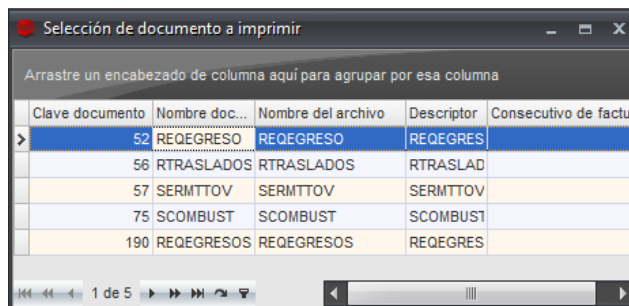 Selección de documento a imprimir
Arrastre un encabezado de columna aquí para agrupar por esa columna
Clave documento Nombre doc... Nombre del archivo Descriptor Consecutivo de factu
52 REQEGRESO REQEGRESO REQEGRES
56 RTRASLADOS RTRASLADOS RTRASLAD
57 SERMTTOV SERMTTOV SERMTTOV
75 SCOMBUST SCOMBUST SCOMBUST
190 REQEGRESOS REQEGRESOS REQEGRES
1 de 5